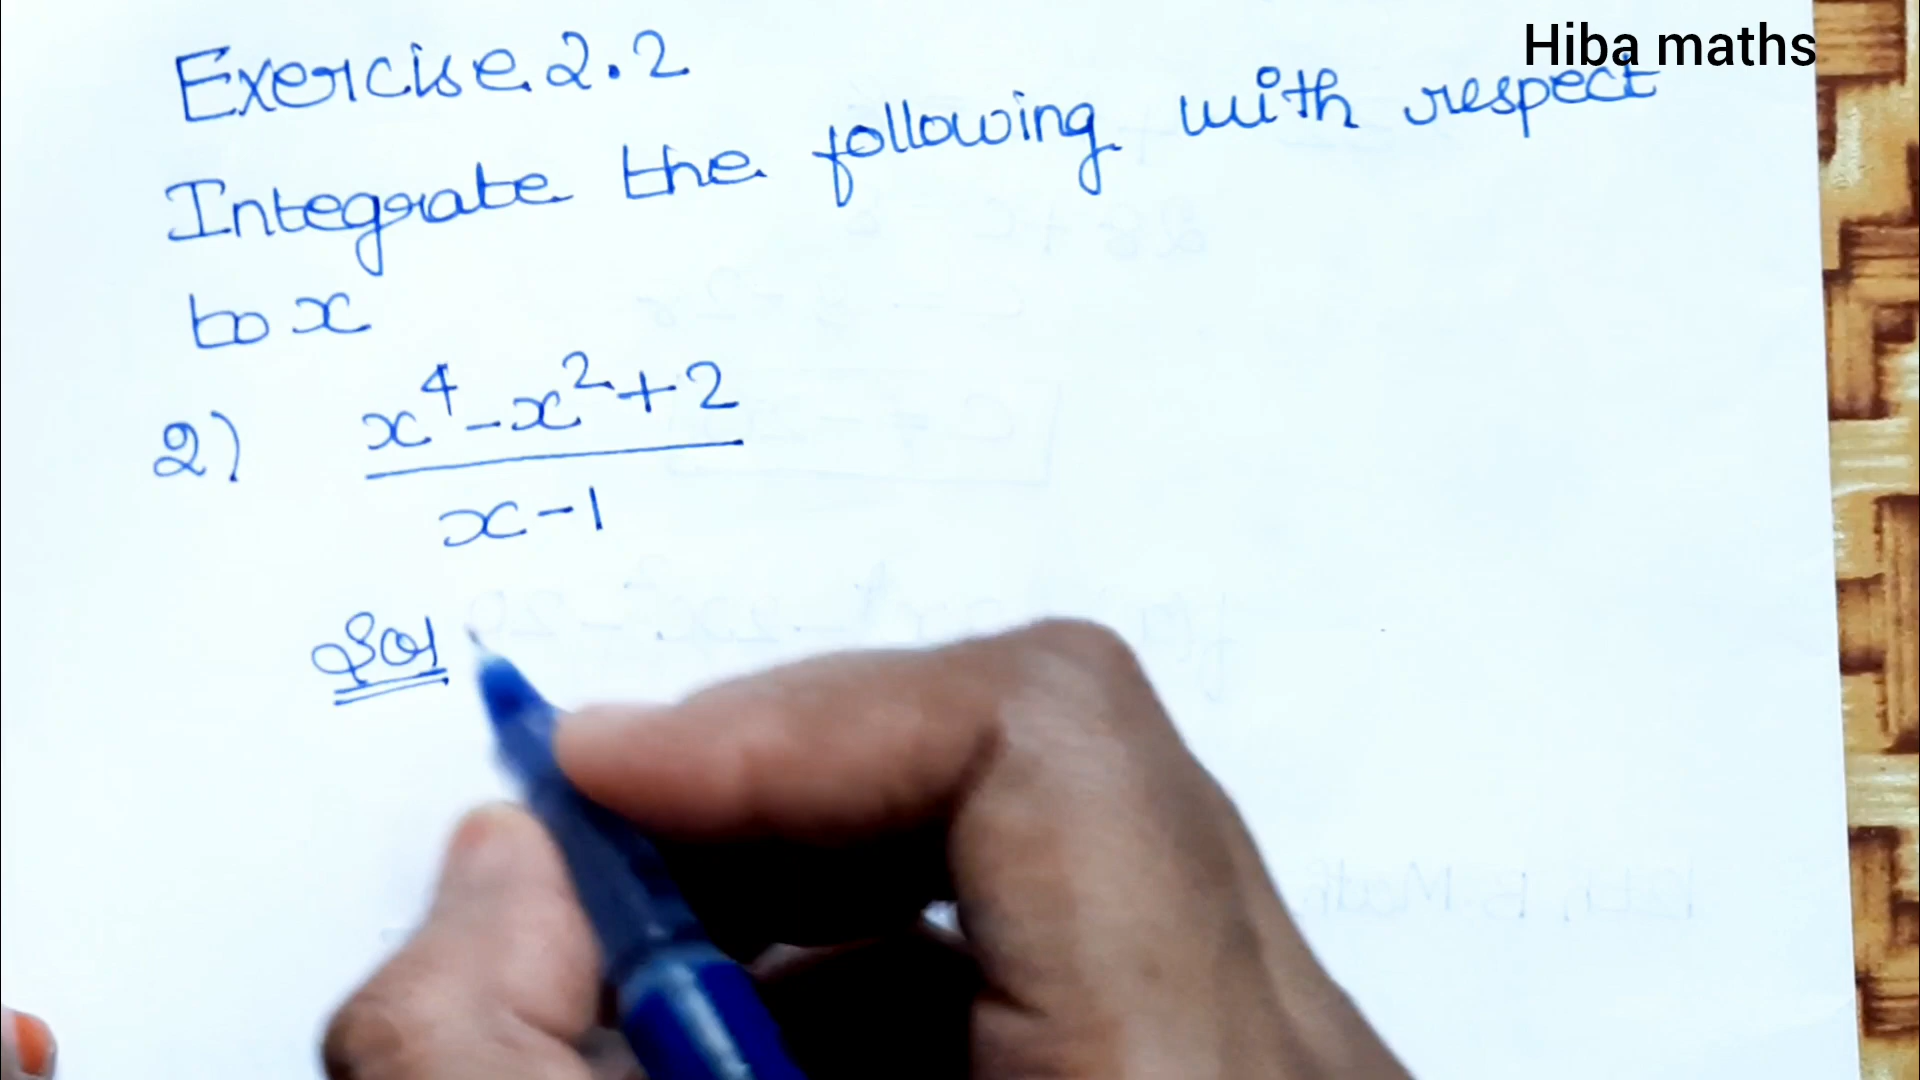 Hiba maths
Exercise 2.2
Integrate the following with respect
to x
2) x⁴-x²+2
x-1
Sol